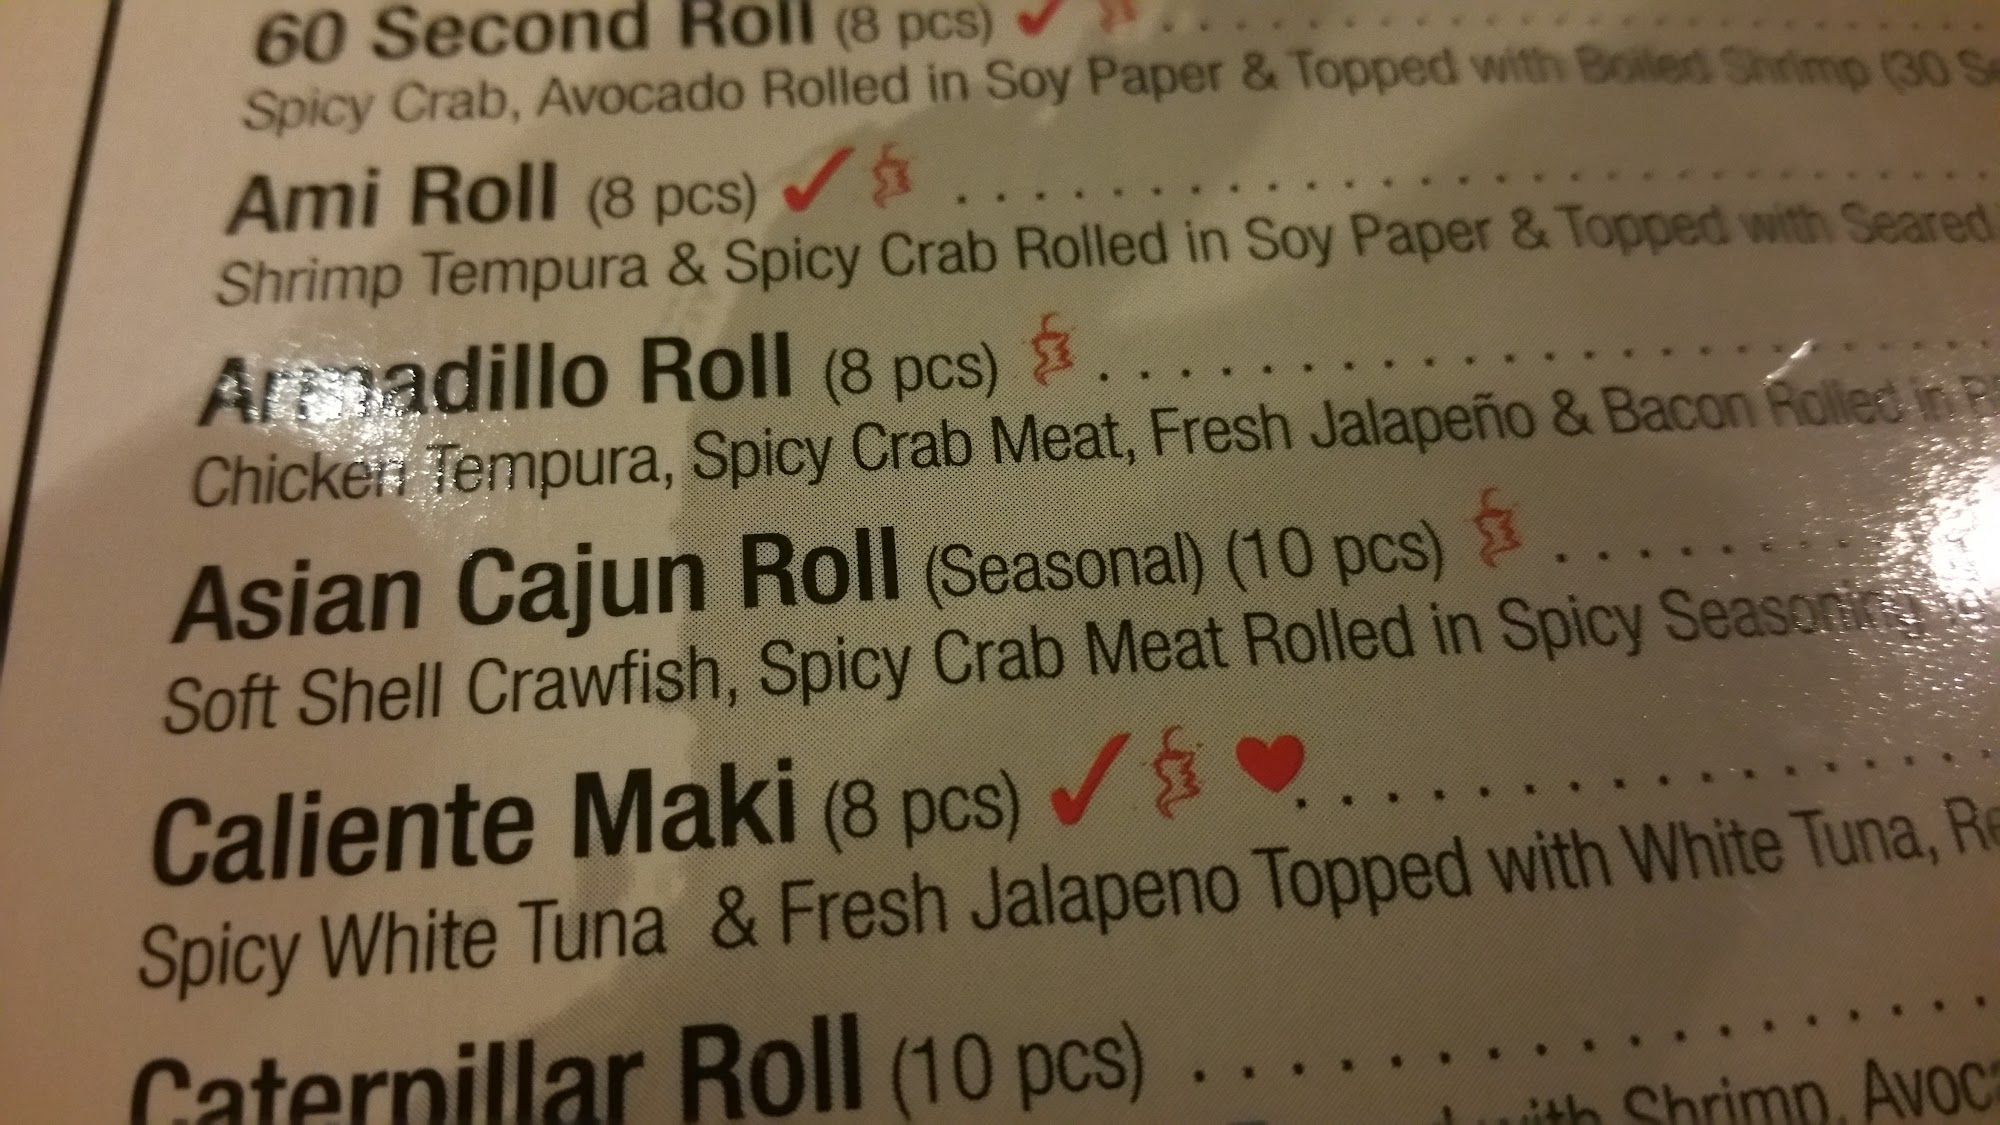 60 Second Roll (8 pcs)
Spicy Crab, Avocado Rolled in Soy Paper & Topped with Boiled Shrimp (30
Ami Roll (8 pcs)
Shrimp Tempura & Spicy Crab Rolled in Soy Paper & Topped with Seared
Armadillo Roll (8 pcs)
Chicken Tempura, Spicy Crab Meat, Fresh Jalapeño & Bacon Rolled in
Asian Cajun Roll (Seasonal) (10 pcs)
Soft Shell Crawfish, Spicy Crab Meat Rolled in Spicy Seasoning
Caliente Maki (8 pcs)
Spicy White Tuna & Fresh Jalapeno Topped with White Tuna,
Caterpillar Roll (10 pcs)
with Shrimp,